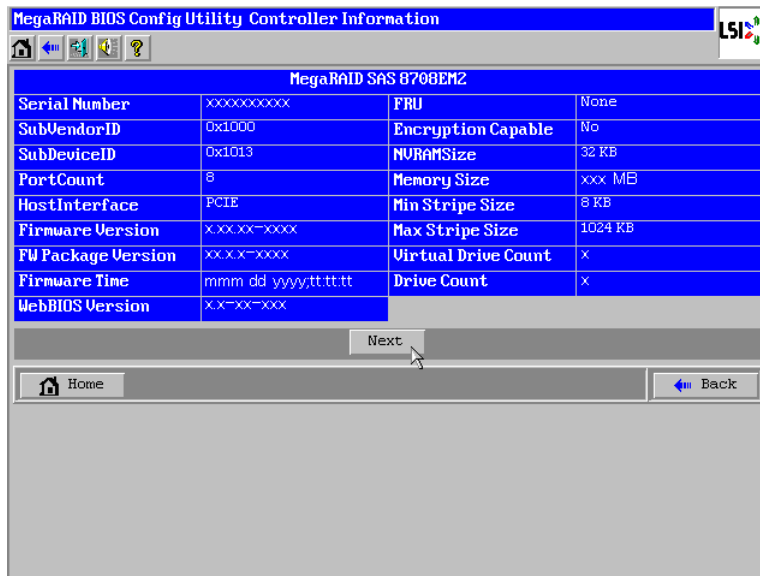 MegaRAID BIOS Config Utility Controller Information
LSI
MegaRAID SAS 8708EM2
Serial Number xxxxxxxxxx FRU None
SubVendorID 0x1000 Encryption Capable No
SubDeviceID 0x1013 NVRAMSize 32 KB
PortCount 8 Memory Size xxx MB
HostInterface PCIE Min Stripe Size 8 KB
Firmware Version x.xx.xx-xxxx Max Stripe Size 1024 KB
FW Package Version xx.x.x-xxxx Virtual Drive Count x
Firmware Time mmm dd yyyy;tt:tt:tt Drive Count x
WebBIOS Version x.x-xx-xxx
Next
Home Back